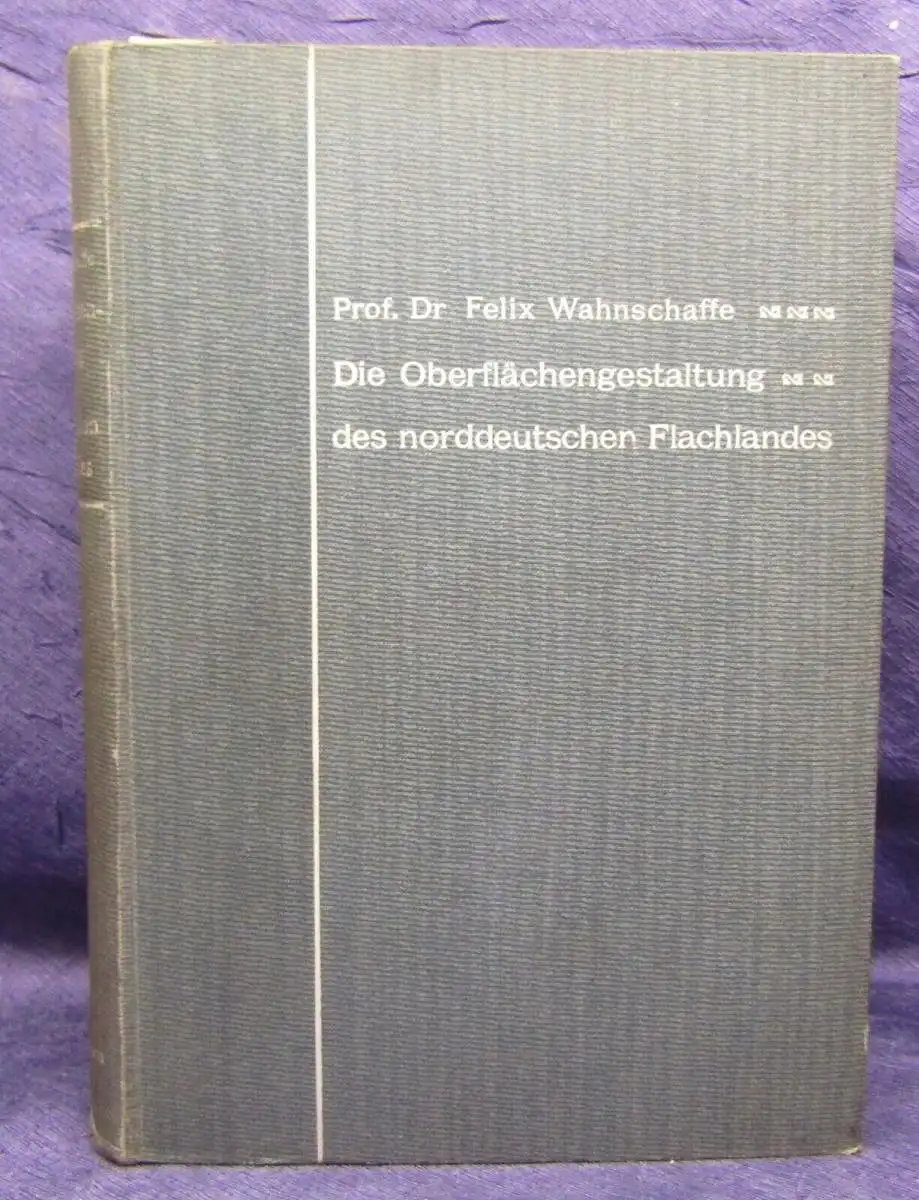 Prof. Dr Felix Wahnschaffe
Die Oberflächengestaltung
des norddeutschen Flachlandes